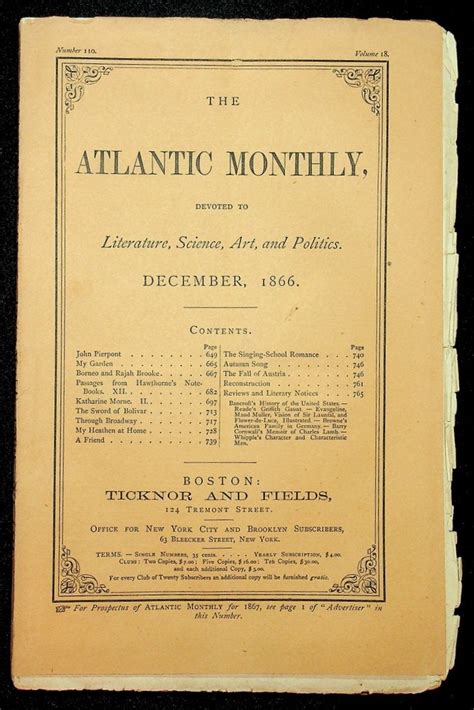 Number 110.
Volume 18.
THE
ATLANTIC MONTHLY,
DEVOTED TO
Literature, Science, Art, and Politics.
DECEMBER, 1866.
CONTENTS.
Page
John Pierpont . . . . . . . 649
My Garden . . . . . . . 665
Borneo and Rajah Brooke . . . . . 667
Passages from Hawthorne's Note-
Books. XII. . . . . . . . 682
Katharine Morne. II. . . . . . 697
The Sword of Bolivar . . . . . 713
Through Broadway . . . . . . 717
My Heathen at Home . . . . . 728
A Friend . . . . . . . . 739
Page
The Singing-School Romance . . . . 740
Autumn Song . . . . . . . 746
The Fall of Austria . . . . . . 746
Reconstruction . . . . . . . 761
Reviews and Literary Notices . . . . 765
Bancroft's History of the United States. —
Reade's Griffith Gaunt. — Evangeline,
Maud Muller, Vision of Sir Launfal, and
Flower-de-Luce, Illustrated. — Browne's
American Family in Germany. — Barry
Cornwall's Memoir of Charles Lamb. —
Whipple's Character and Characteristic
Men.
BOSTON:
TICKNOR AND FIELDS,
124 TREMONT STREET.
OFFICE FOR NEW YORK CITY AND BROOKLYN SUBSCRIBERS,
63 BLEECKER STREET, NEW YORK.
TERMS. — SINGLE NUMBERS, 35 cents. . . . . YEARLY SUBSCRIPTION, $4.00.
CLUBS: Two Copies, $7.00; Five Copies, $16.00; Ten Copies, $30.00,
and each additional Copy, $3.00.
For every Club of Twenty Subscribers an additional copy will be furnished gratis.
For Prospectus of ATLANTIC MONTHLY for 1867, see page 1 of "Advertiser" in
this Number.